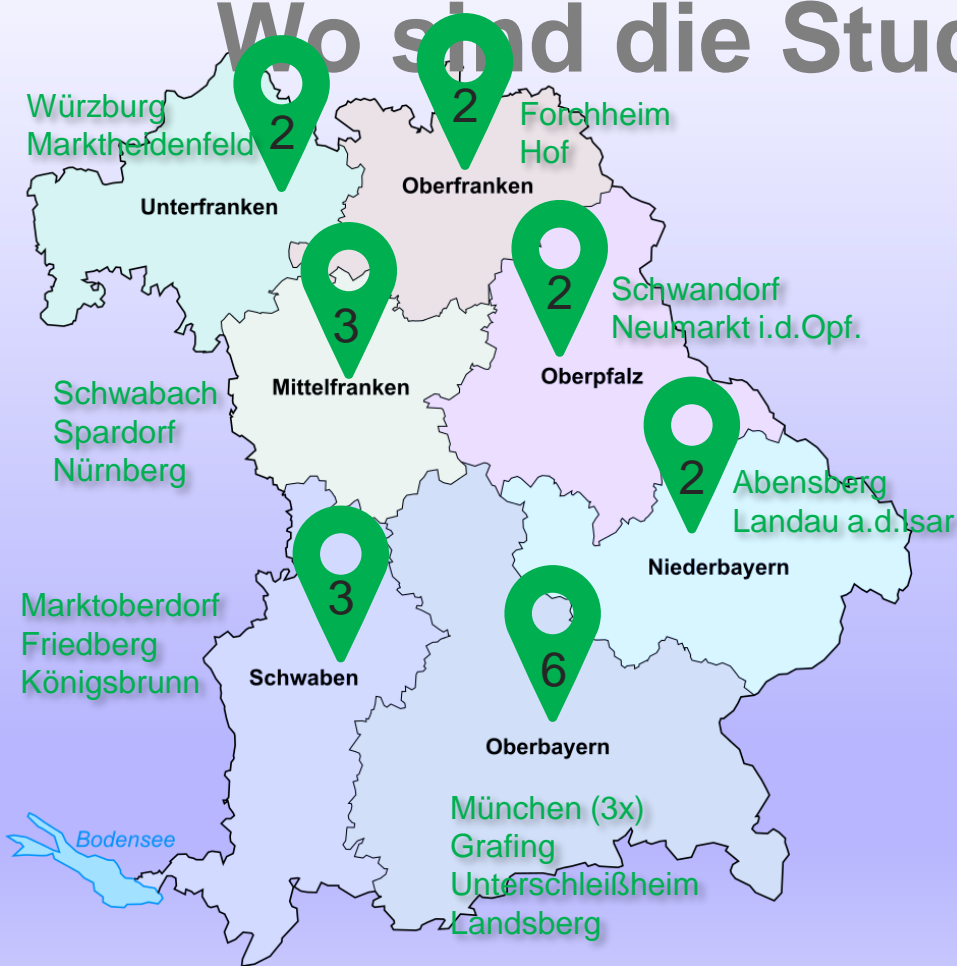 Wo sind die Stud
Würzburg
Marktheidenfeld
2
Unterfranken
2
Forchheim
Hof
Oberfranken
3
Mittelfranken
Schwabach
Spardorf
Nürnberg
2
Schwandorf
Neumarkt i.d.Opf.
Oberpfalz
2
Abensberg
Landau a.d.Isar
Niederbayern
3
Marktoberdorf
Friedberg
Königsbrunn
Schwaben
6
Oberbayern
München (3x)
Grafing
Unterschleißheim
Landsberg
Bodensee